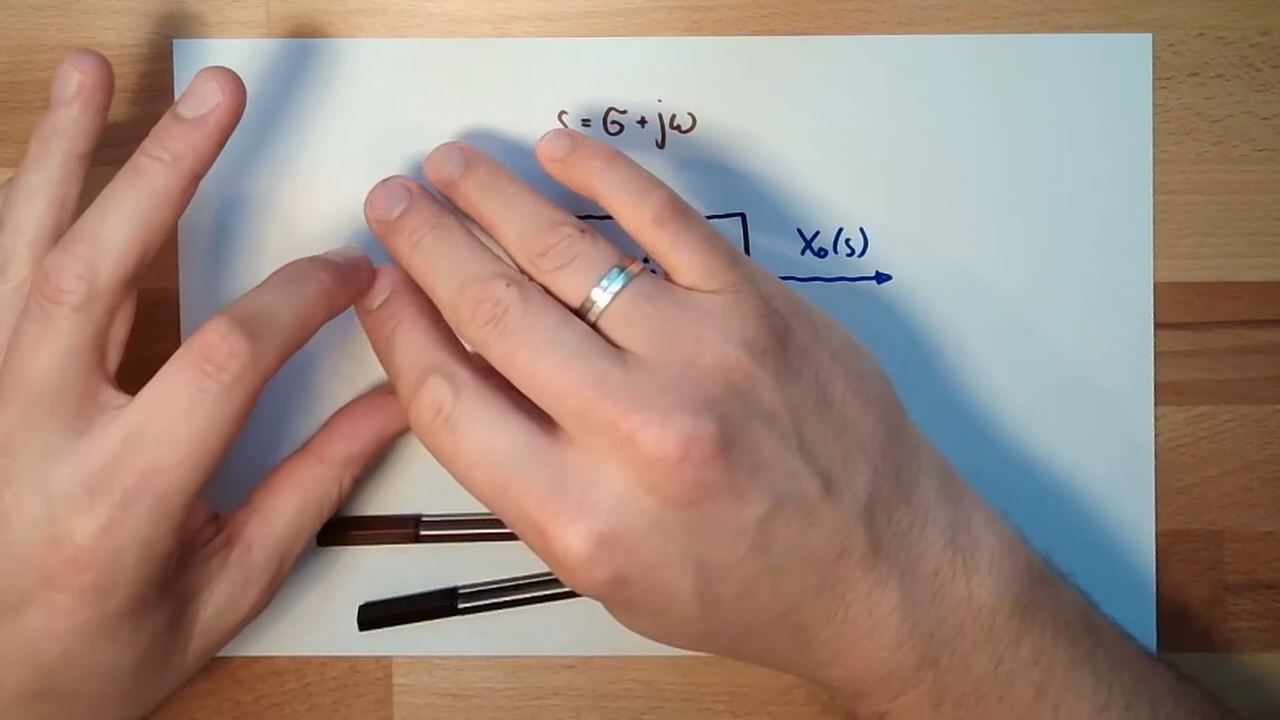 s = σ + jω
X₀(s)